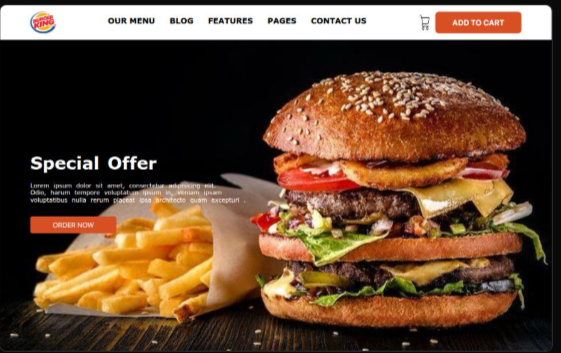 BURGER
KING
OUR MENU BLOG FEATURES PAGES CONTACT US
ADD TO CART
Special Offer
Lorem ipsum dolor sit amet, consectetur adipiscing elit.
Odio, harum tempore voluptatum ipsum in, veniam ipsam
voluptatibus nulla rerum placeat ipsa architecto quam excepturi .
ORDER NOW